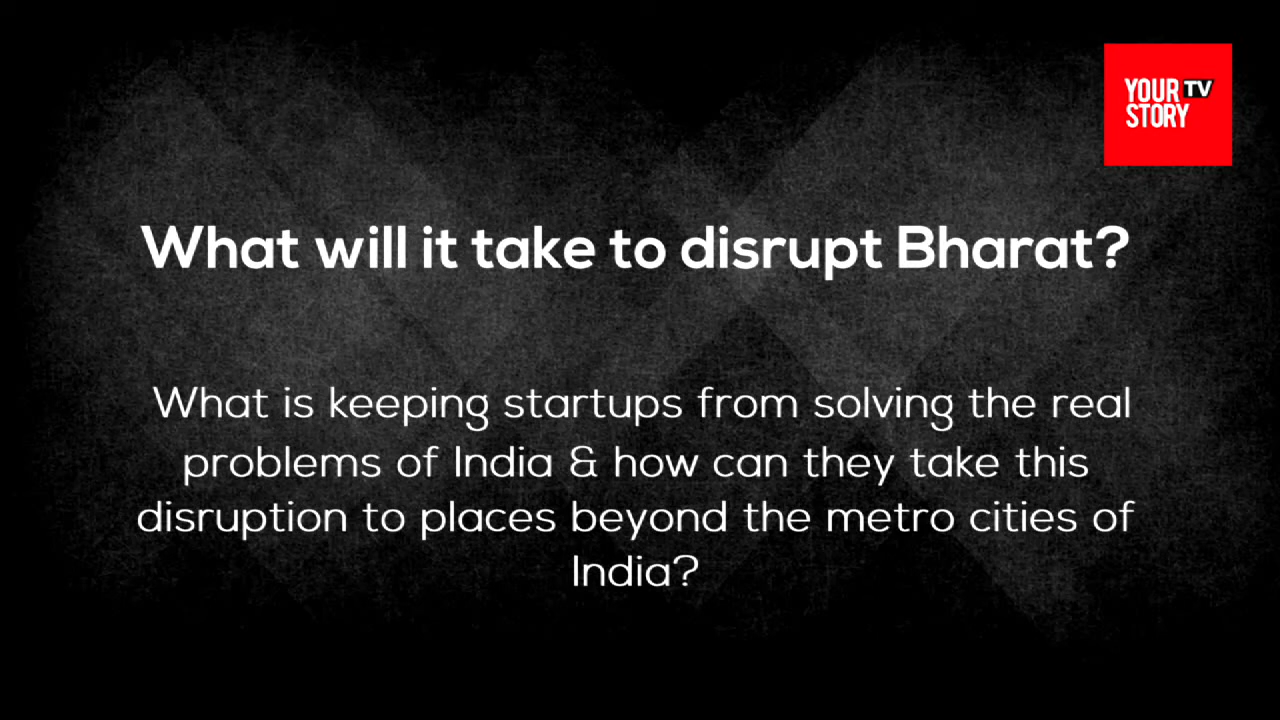 YOUR TV
STORY
What will it take to disrupt Bharat?
What is keeping startups from solving the real
problems of India & how can they take this
disruption to places beyond the metro cities of
India?